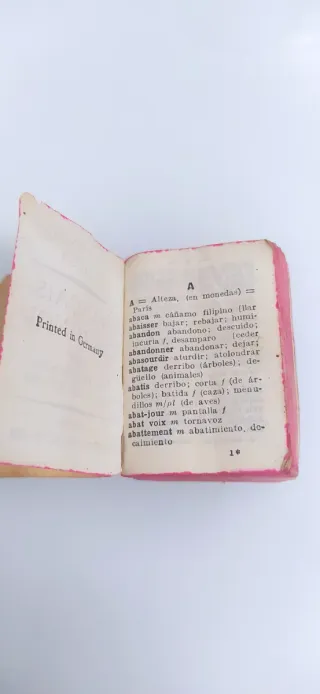 Printed in Germany
A
A = Alteza, (en monedas) =
París
abaca m cáñamo filipino [llar
abaisser bajar; rebajar; humi-
abandon abandono; descuido;
incuria f, desamparo [ceder
abandonner abandonar; dejar;
abasourdir aturdir; atolondrar
abatage derribo (árboles); de-
güello (animales)
abatis derribo; corta f (de ár-
boles); batida f (caza); menu-
dillos m/pl (de aves)
abat-jour m pantalla f
abat voix m tornavoz
abattement m abatimiento, de-
caimiento
1*